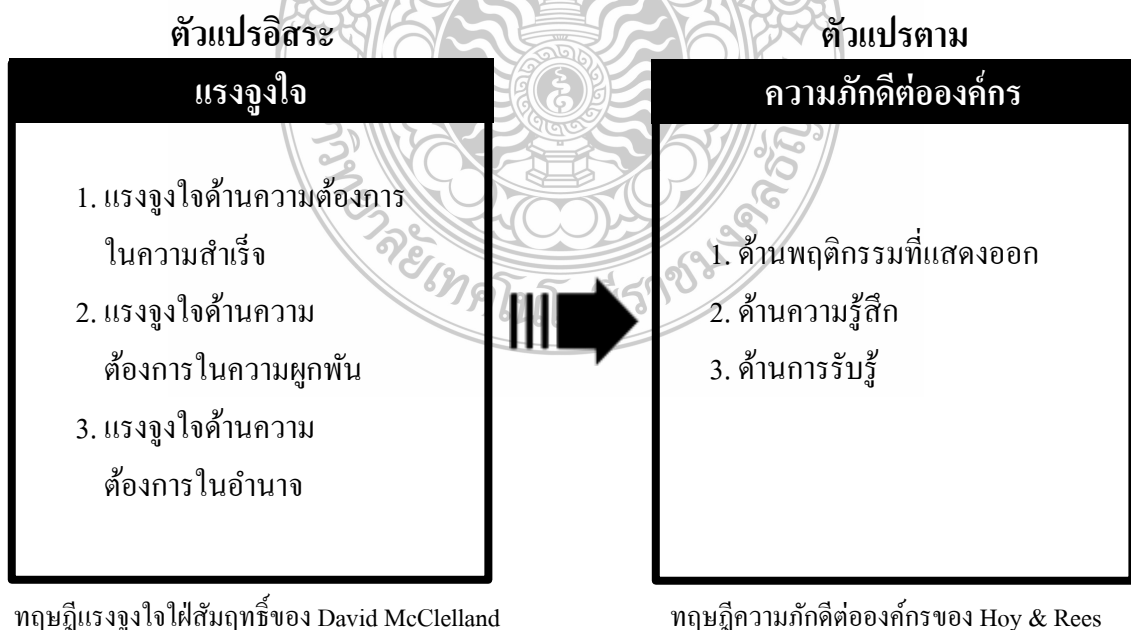 ตัวแปรอิสระ
แรงจูงใจ
1. แรงจูงใจด้านความต้องการ
ในความสำเร็จ
2. แรงจูงใจด้านความ
ต้องการในความผูกพัน
3. แรงจูงใจด้านความ
ต้องการในอำนาจ
ทฤษฎีแรงจูงใจใฝ่สัมฤทธิ์ของ David McClelland
ตัวแปรตาม
ความภักดีต่อองค์กร
1. ด้านพฤติกรรมที่แสดงออก
2. ด้านความรู้สึก
3. ด้านการรับรู้
ทฤษฎีความภักดีต่อองค์กรของ Hoy & Rees